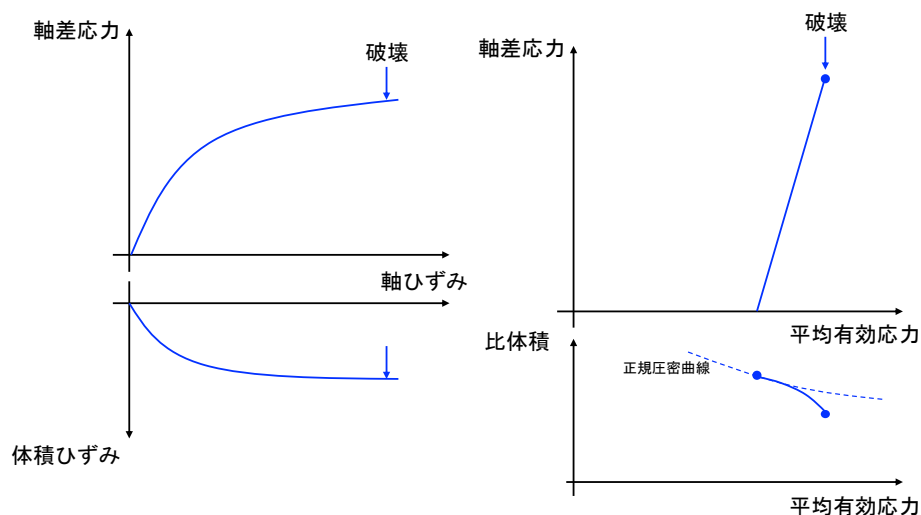 軸差応力
破壊
軸ひずみ
体積ひずみ
破壊
軸差応力
平均有効応力
比体積
正規圧密曲線
平均有効応力